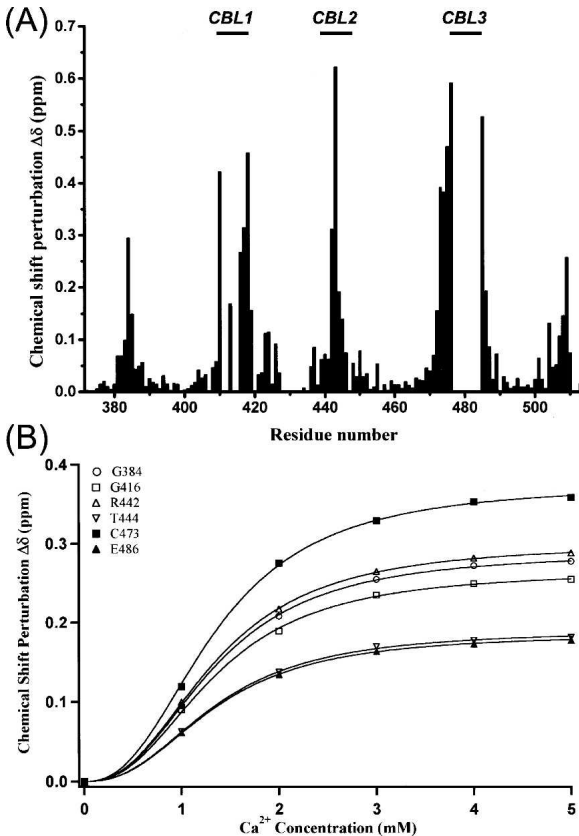 (A)
CBL1 CBL2 CBL3
Chemical shift perturbation Δδ (ppm)
0.7
0.6
0.5
0.4
0.3
0.2
0.1
0.0
380 400 420 440 460 480 500
Residue number
(B)
Chemical Shift Perturbation Δδ (ppm)
0.4
0.3
0.2
0.1
0.0
G384
G416
R442
T444
C473
E486
0 1 2 3 4 5
Ca²⁺ Concentration (mM)